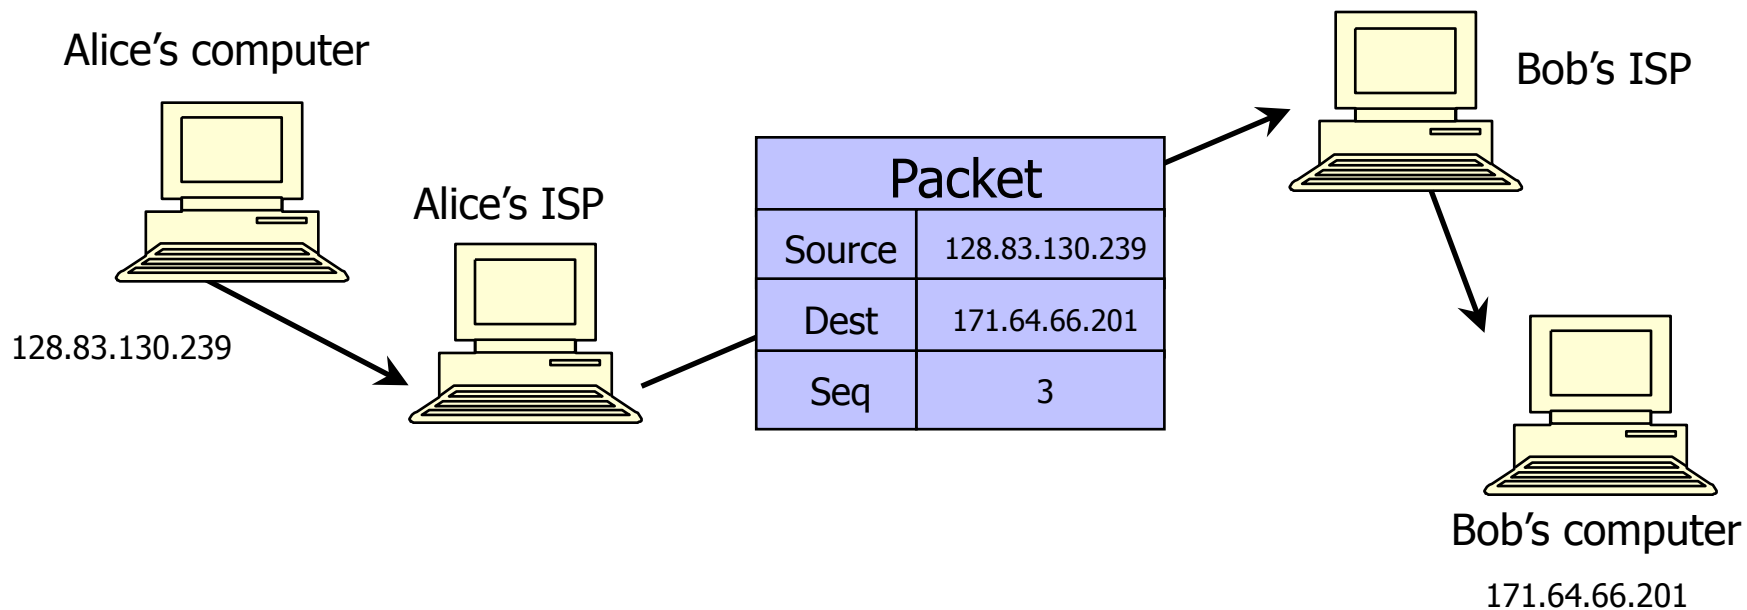 Alice’s computer
128.83.130.239
Alice’s ISP
Packet
Source 128.83.130.239
Dest 171.64.66.201
Seq 3
Bob’s ISP
Bob’s computer
171.64.66.201